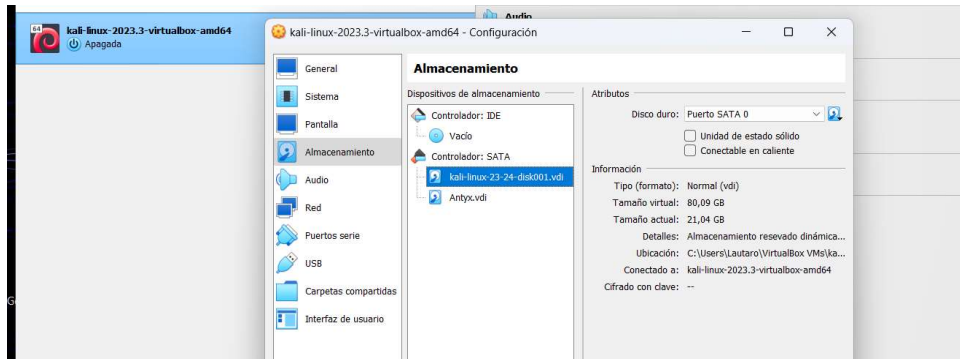 Audio
64
kali-linux-2023.3-virtualbox-amd64
Apagada
kali-linux-2023.3-virtualbox-amd64 - Configuración
General
Sistema
Pantalla
Almacenamiento
Audio
Red
Puertos serie
USB
Carpetas compartidas
Interfaz de usuario
Almacenamiento
Dispositivos de almacenamiento
Controlador: IDE
Vacío
Controlador: SATA
kali-linux-23-24-disk001.vdi
Antyx.vdi
Atributos
Disco duro: Puerto SATA 0
Unidad de estado sólido
Conectable en caliente
Información
Tipo (formato): Normal (vdi)
Tamaño virtual: 80,09 GB
Tamaño actual: 21,04 GB
Detalles: Almacenamiento resevado dinámica...
Ubicación: C:\Users\Lautaro\VirtualBox VMs\ka...
Conectado a: kali-linux-2023.3-virtualbox-amd64
Cifrado con clave: --